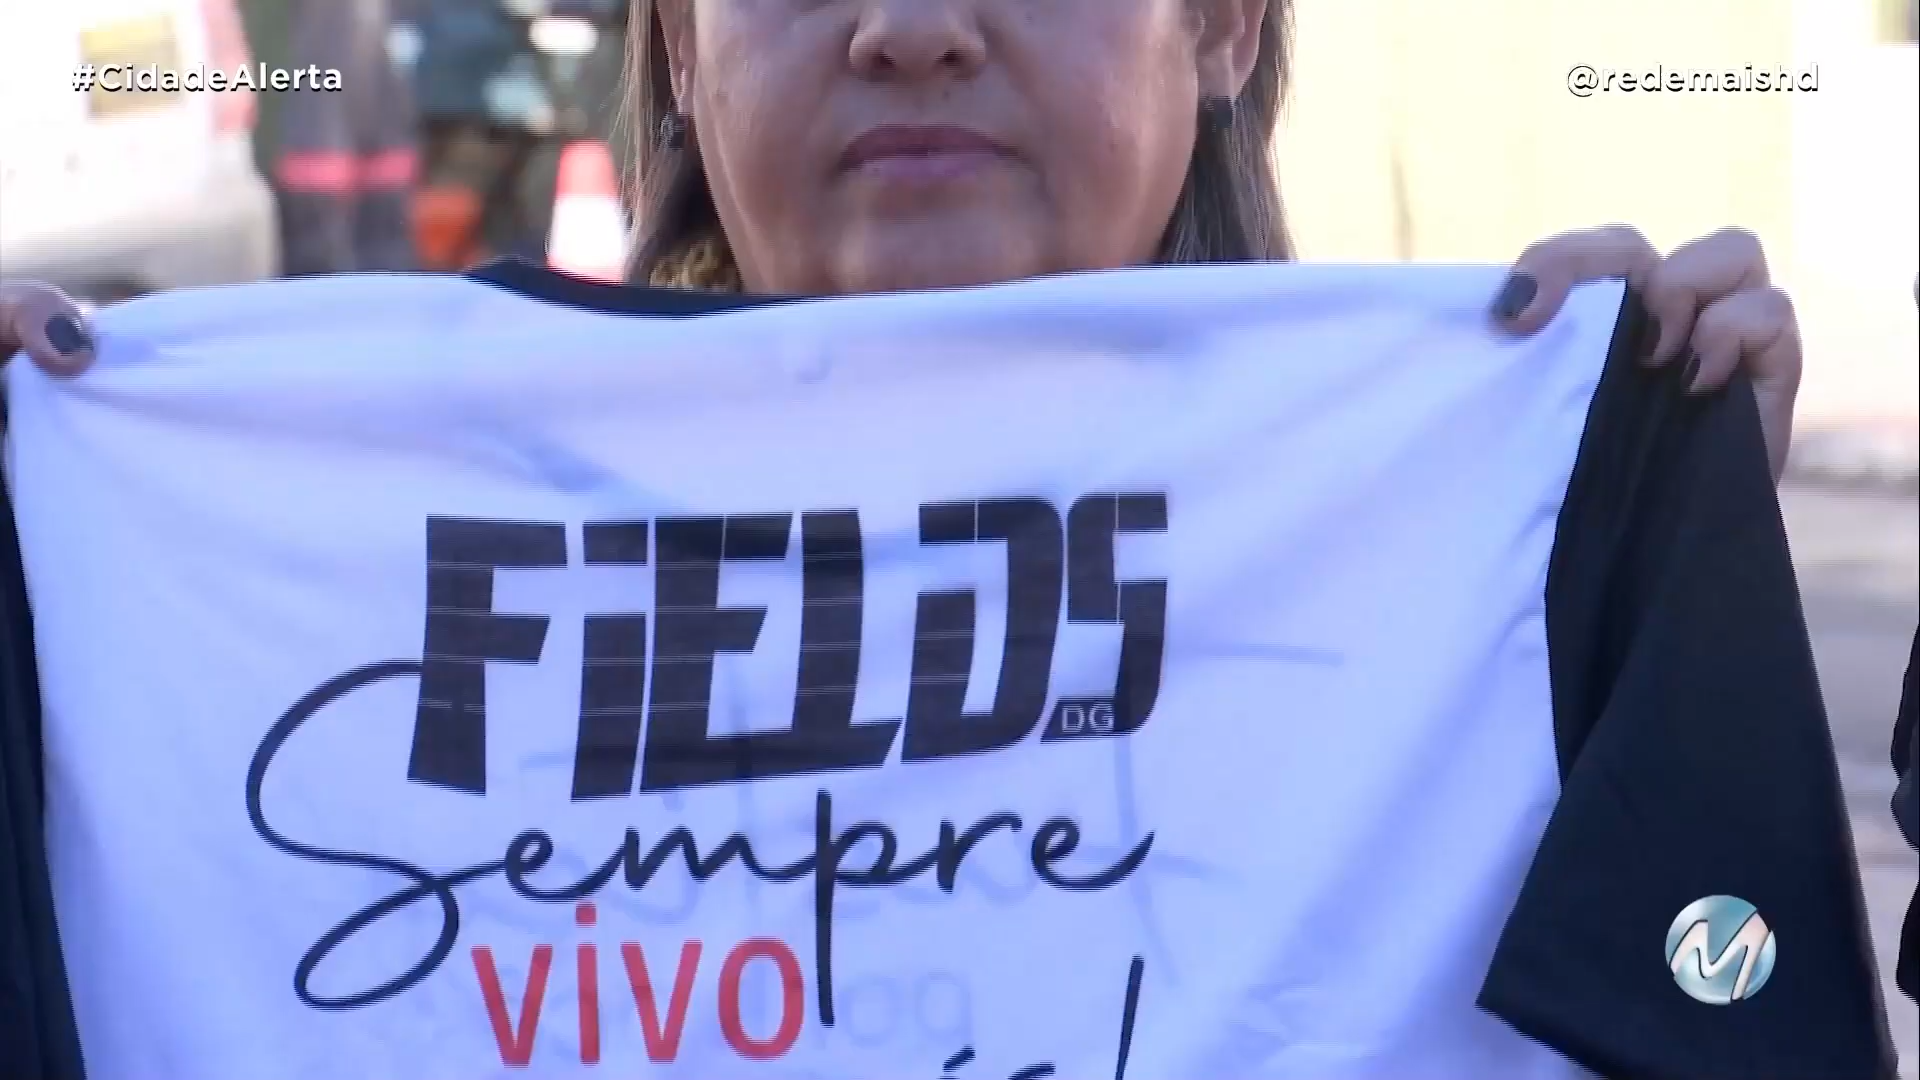 #CidadeAlerta
@redemaishd
FiELDS
DG
Sempre
vivo